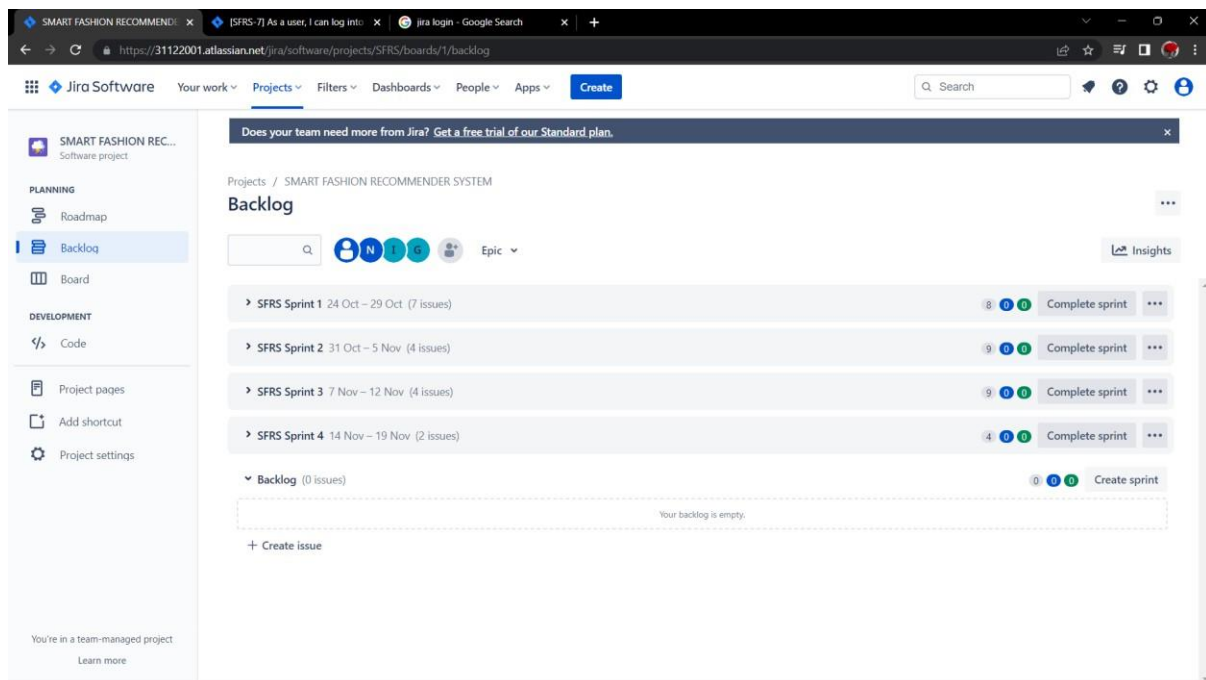 SMART FASHION RECOMMENDE
[SFRS-7] As a user, I can log into
jira login - Google Search
https://31122001.atlassian.net/jira/software/projects/SFRS/boards/1/backlog
Jira Software Your work Projects Filters Dashboards People Apps Create Search
Does your team need more from Jira? Get a free trial of our Standard plan.
SMART FASHION REC...
Software project
PLANNING
Roadmap
Backlog
Board
DEVELOPMENT
Code
Project pages
Add shortcut
Project settings
You're in a team-managed project
Learn more
Projects / SMART FASHION RECOMMENDER SYSTEM
Backlog
N I G Epic Insights
SFRS Sprint 1 24 Oct – 29 Oct (7 issues) 8 0 0 Complete sprint
SFRS Sprint 2 31 Oct – 5 Nov (4 issues) 9 0 0 Complete sprint
SFRS Sprint 3 7 Nov – 12 Nov (4 issues) 9 0 0 Complete sprint
SFRS Sprint 4 14 Nov – 19 Nov (2 issues) 4 0 0 Complete sprint
Backlog (0 issues) 0 0 0 Create sprint
Your backlog is empty.
+ Create issue